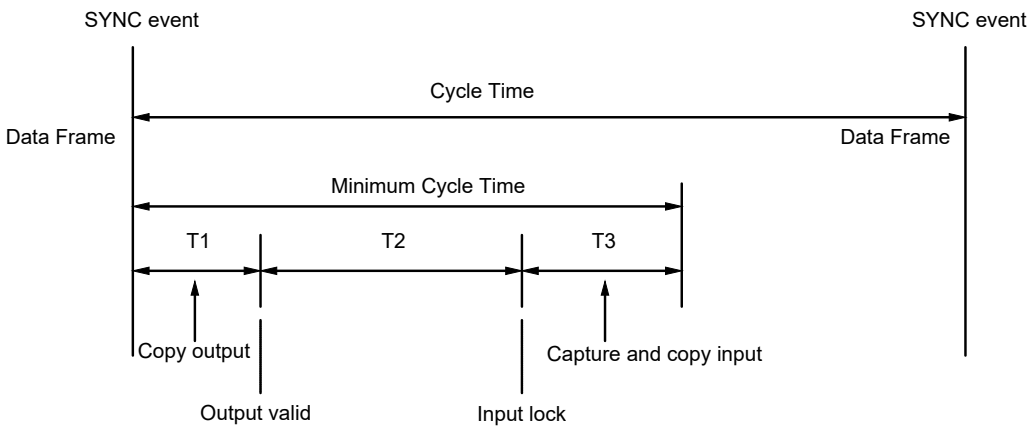 SYNC event
SYNC event
Cycle Time
Data Frame
Data Frame
Minimum Cycle Time
T1
T2
T3
Copy output
Capture and copy input
Output valid
Input lock